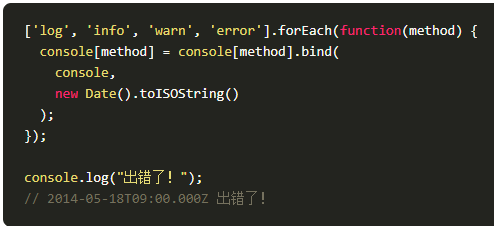 ['log', 'info', 'warn', 'error'].forEach(function(method) {
  console[method] = console[method].bind(
    console,
    new Date().toISOString()
  );
});

console.log("出错了！");
// 2014-05-18T09:00.000Z 出错了！